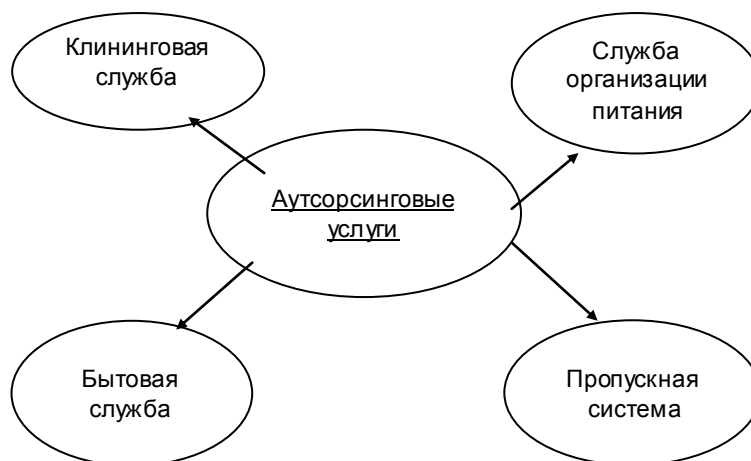 Клининговая
служба
Служба
организации
питания
Аутсорсинговые
услуги
Бытовая
служба
Пропускная
система